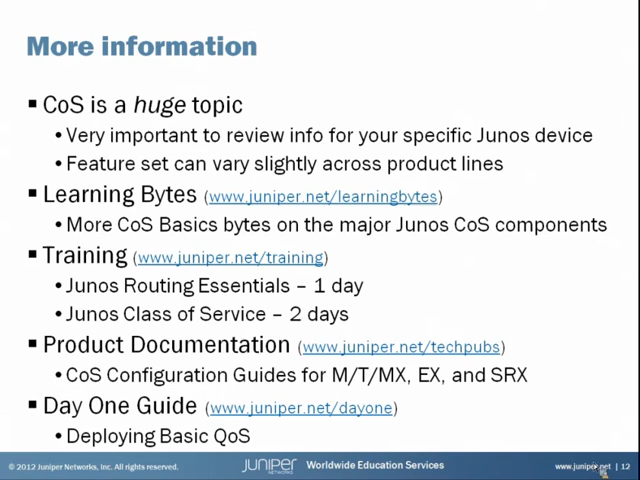 More information
▪ CoS is a huge topic
• Very important to review info for your specific Junos device
• Feature set can vary slightly across product lines
▪ Learning Bytes (www.juniper.net/learningbytes)
• More CoS Basics bytes on the major Junos CoS components
▪ Training (www.juniper.net/training)
• Junos Routing Essentials – 1 day
• Junos Class of Service – 2 days
▪ Product Documentation (www.juniper.net/techpubs)
• CoS Configuration Guides for M/T/MX, EX, and SRX
▪ Day One Guide (www.juniper.net/dayone)
• Deploying Basic QoS
© 2012 Juniper Networks, Inc. All rights reserved. JUNIPER NETWORKS Worldwide Education Services www.juniper.net | 12